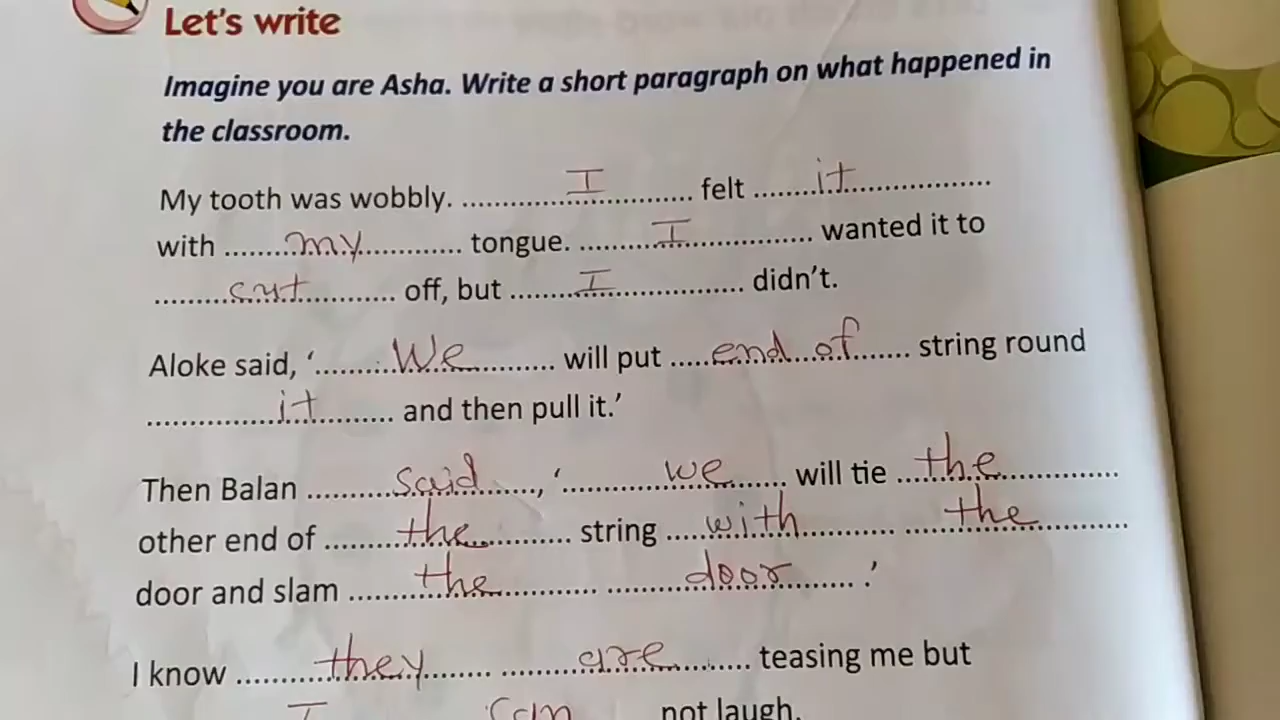 Let's write
Imagine you are Asha. Write a short paragraph on what happened in
the classroom.
My tooth was wobbly. .......... I .......... felt .......... it ..........
with .......... my .......... tongue. .......... I .......... wanted it to
.......... cut .......... off, but .......... I .......... didn't.
Aloke said, '.......... We .......... will put .......... end of .......... string round
.......... it .......... and then pull it.'
Then Balan .......... said .........., '.......... we .......... will tie .......... the ..........
other end of .......... the .......... string .......... with .......... .......... the ..........
door and slam .......... the .......... .......... door .......... .'
I know .......... they .......... .......... are .......... teasing me but
I can not laugh.